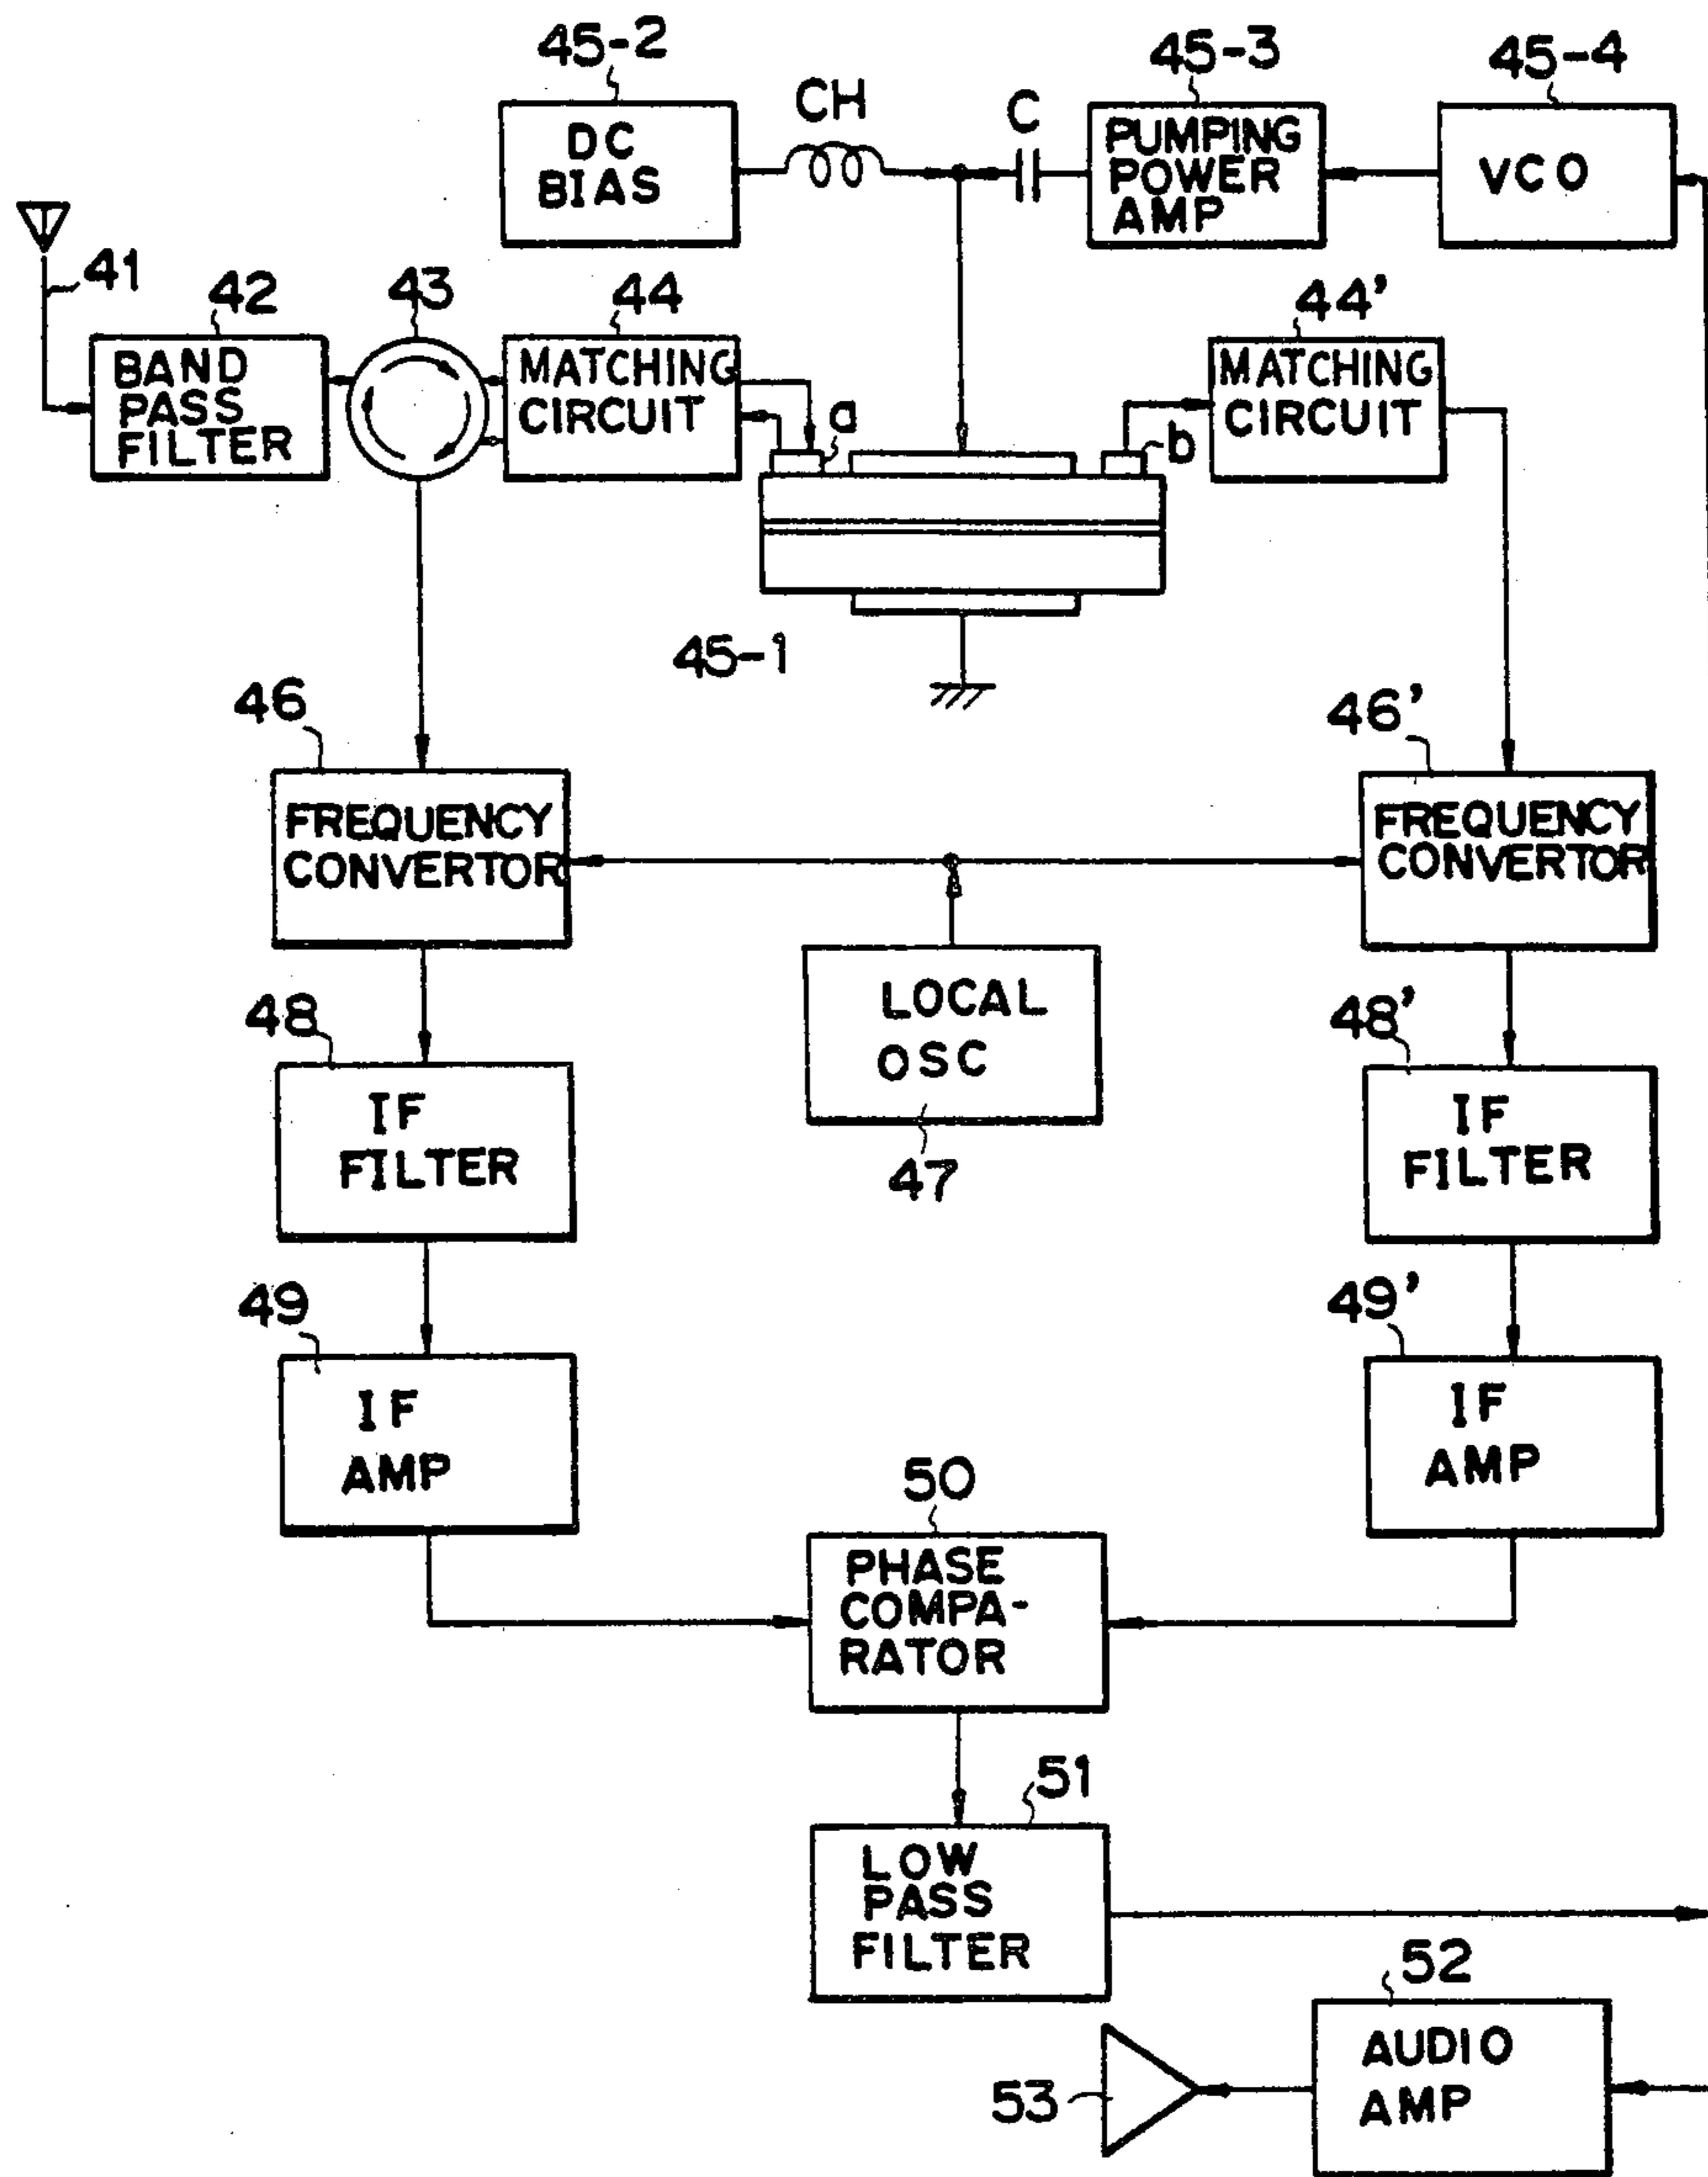 45-2
45-3
45-4
CH
C
DC
BIAS
PUMPING
POWER
AMP
VCO
41
42
43
44
44'
BAND
PASS
FILTER
MATCHING
CIRCUIT
a
b
MATCHING
CIRCUIT
45-1
46
46'
FREQUENCY
CONVERTOR
FREQUENCY
CONVERTOR
48
LOCAL
OSC
48'
47
IF
FILTER
IF
FILTER
49
49'
IF
AMP
IF
AMP
50
PHASE
COMPA-
RATOR
51
LOW
PASS
FILTER
52
AUDIO
AMP
53